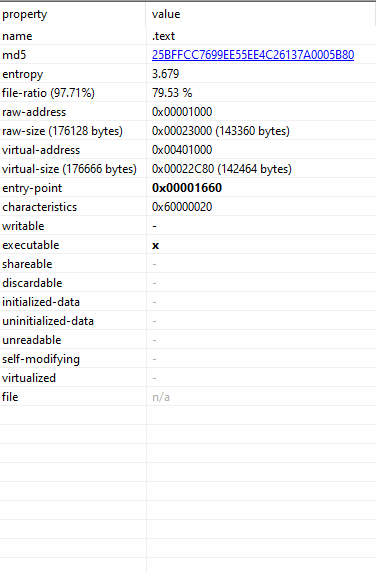 property value
name .text
md5 25BFFCC7699EE55EE4C26137A0005B80
entropy 3.679
file-ratio (97.71%) 79.53 %
raw-address 0x00001000
raw-size (176128 bytes) 0x00023000 (143360 bytes)
virtual-address 0x00401000
virtual-size (176666 bytes) 0x00022C80 (142464 bytes)
entry-point 0x00001660
characteristics 0x60000020
writable -
executable x
shareable -
discardable -
initialized-data -
uninitialized-data -
unreadable -
self-modifying -
virtualized -
file n/a